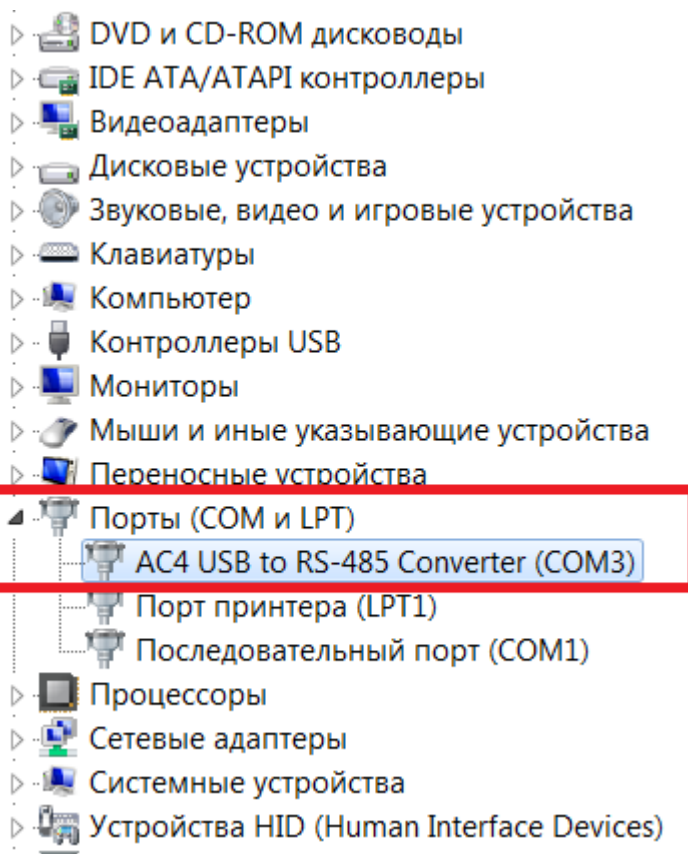 DVD и CD-ROM дисководы
IDE ATA/ATAPI контроллеры
Видеоадаптеры
Дисковые устройства
Звуковые, видео и игровые устройства
Клавиатуры
Компьютер
Контроллеры USB
Мониторы
Мыши и иные указывающие устройства
Переносные устройства
Порты (COM и LPT)
AC4 USB to RS-485 Converter (COM3)
Порт принтера (LPT1)
Последовательный порт (COM1)
Процессоры
Сетевые адаптеры
Системные устройства
Устройства HID (Human Interface Devices)